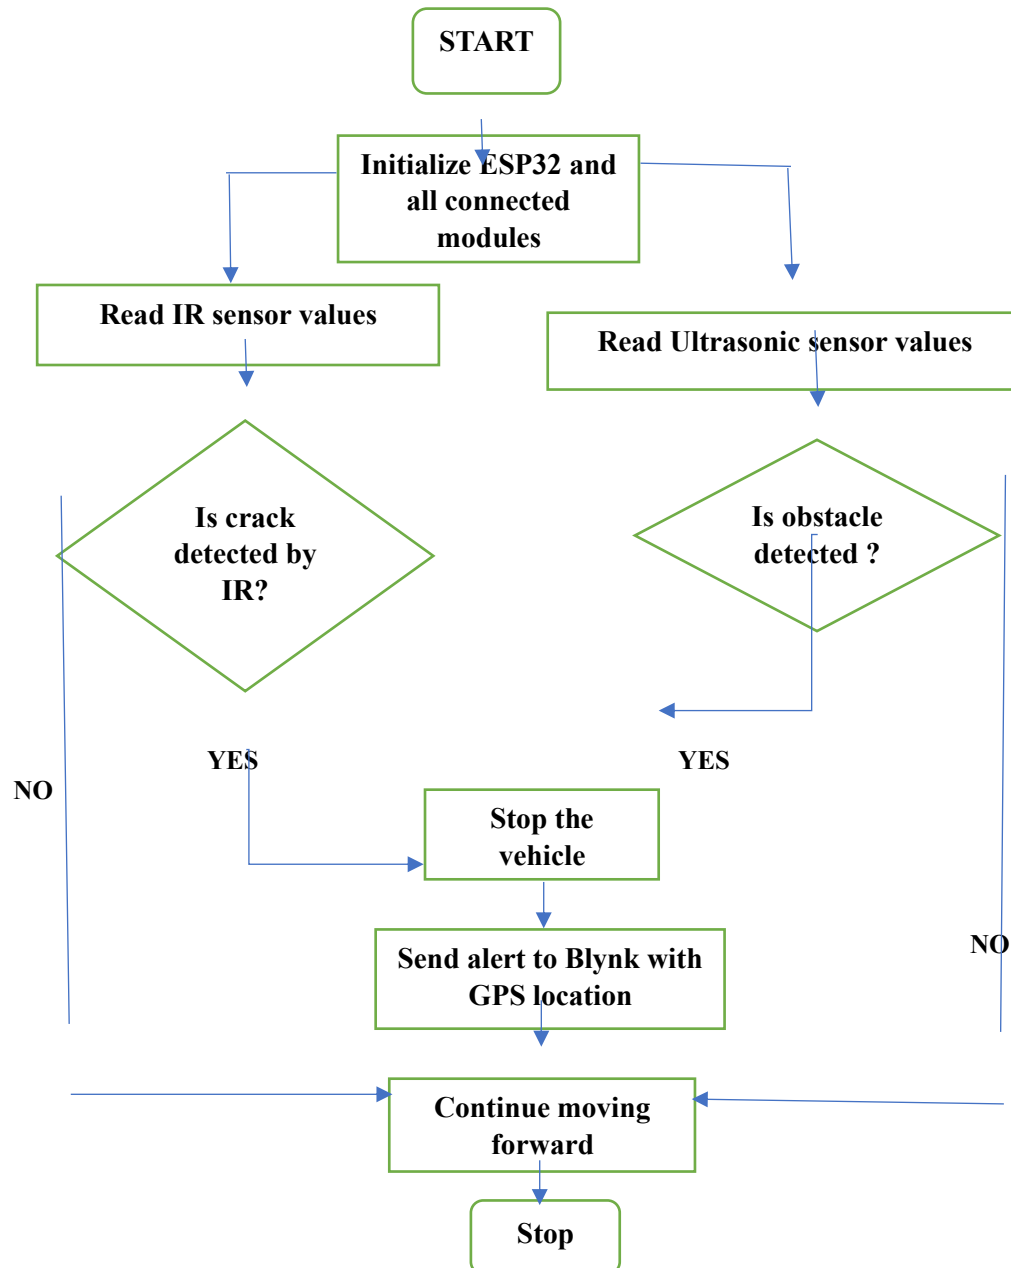 START
Initialize ESP32 and
all connected
modules
Read IR sensor values
Read Ultrasonic sensor values
Is crack
detected by
IR?
Is obstacle
detected ?
YES
YES
NO
Stop the
vehicle
NO
Send alert to Blynk with
GPS location
Continue moving
forward
Stop